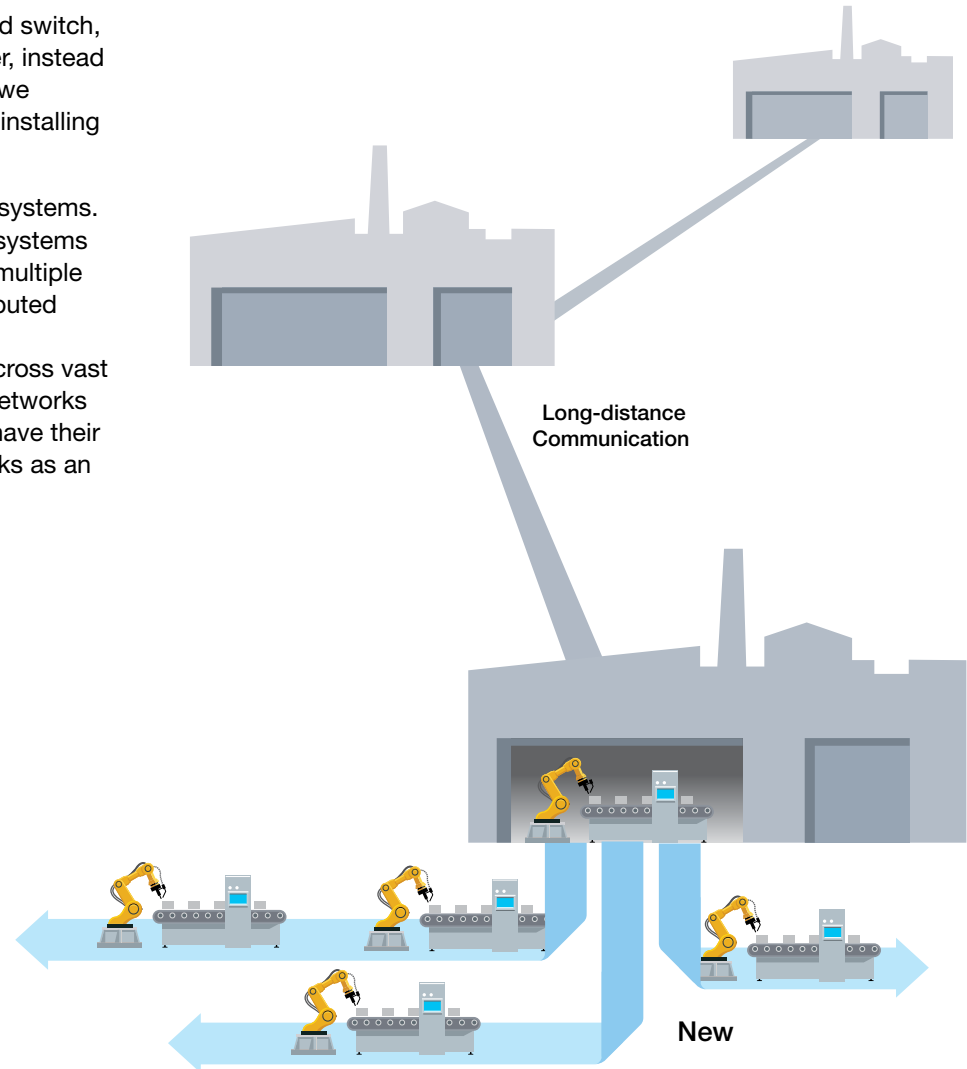 d switch,
r, instead
we
installing
systems.
systems
multiple
outed
cross vast
etworks
have their
ks as an
Long-distance
Communication
New